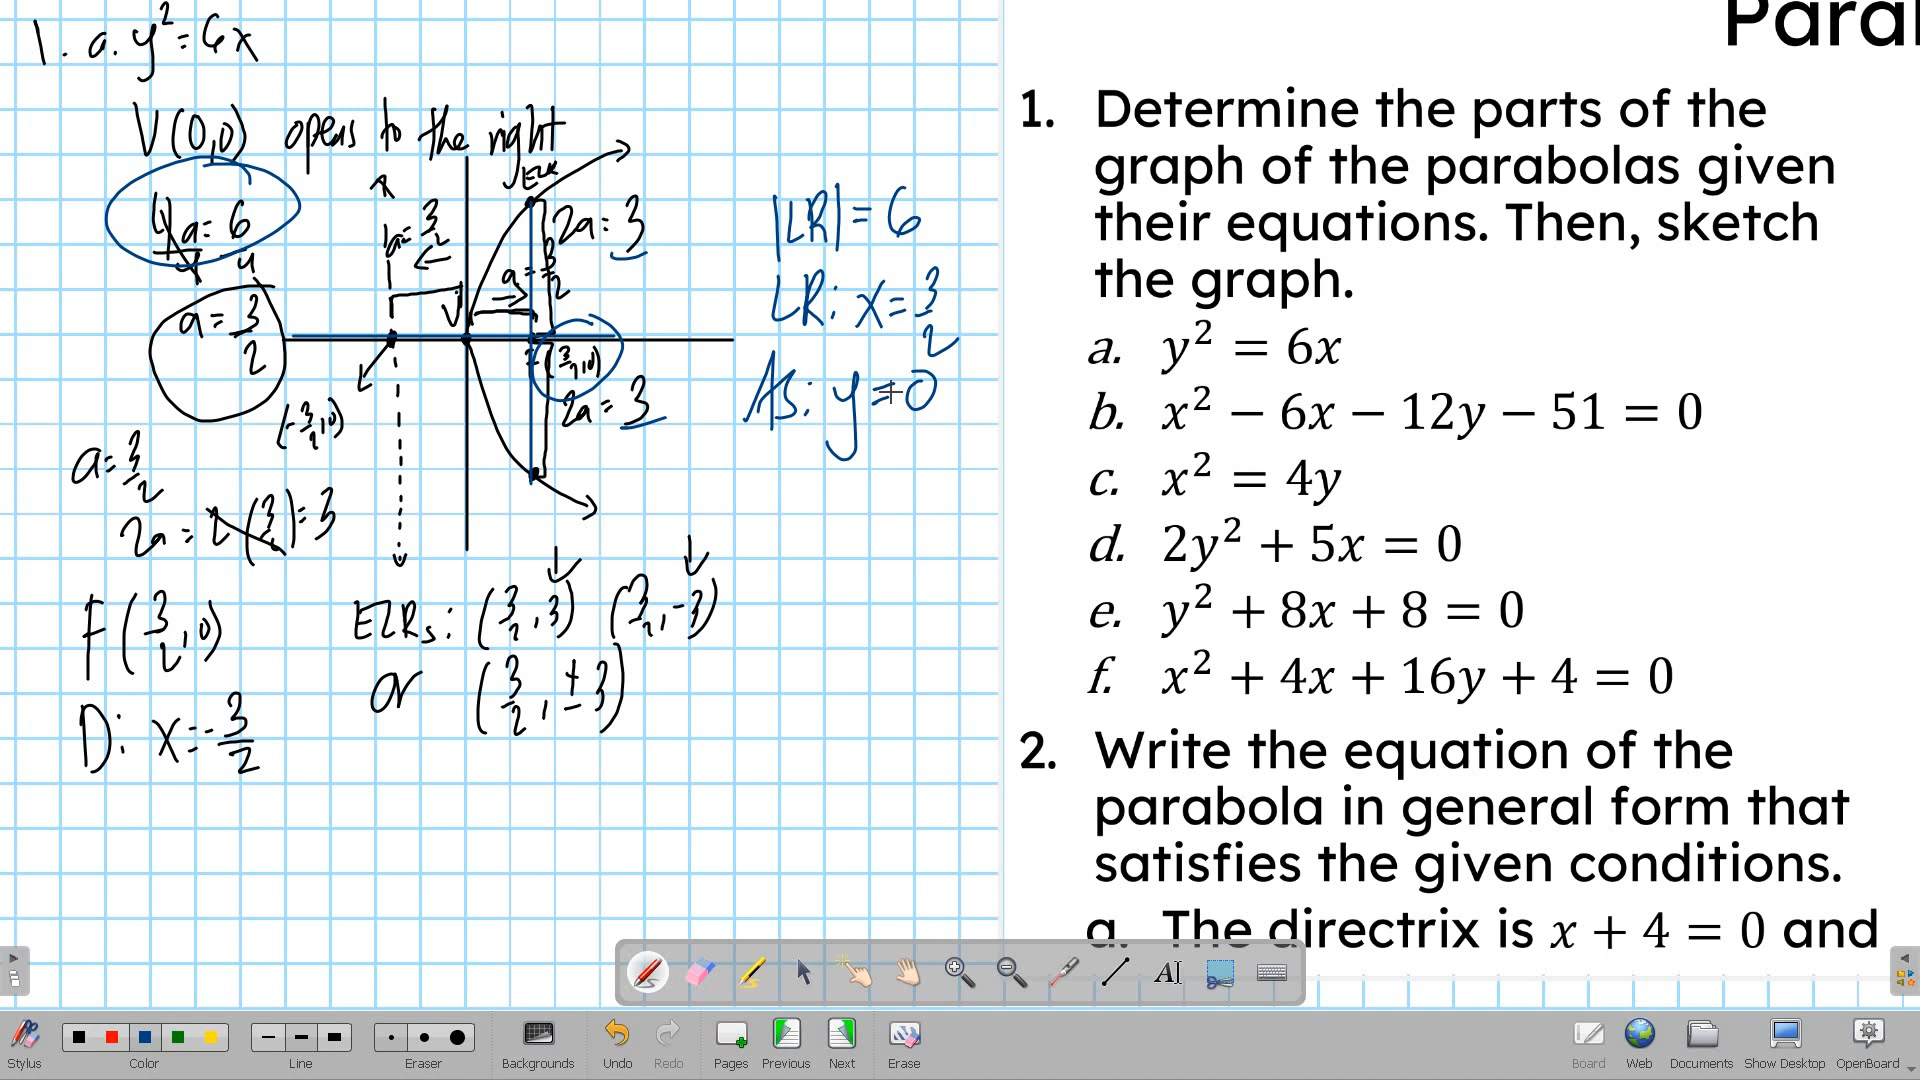 1. a. y² = 6x
V(0,0) opens to the right
4a = 6
4 4
a = 3/2
a = 3/2
2a = 2(3/2) = 3
F(3/2, 0)
D: x = -3/2
a = 3/2
V
a = 3/2
2a = 3
(3/2, 0)
2a = 3
(-3/2, 0)
ELRs: (3/2, 3) (3/2, -3)
or (3/2, ±3)
|LR| = 6
LR: x = 3/2
AS: y = 0
Para
1. Determine the parts of the
graph of the parabolas given
their equations. Then, sketch
the graph.
a. y² = 6x
b. x² − 6x − 12y − 51 = 0
c. x² = 4y
d. 2y² + 5x = 0
e. y² + 8x + 8 = 0
f. x² + 4x + 16y + 4 = 0
2. Write the equation of the
parabola in general form that
satisfies the given conditions.
a. The directrix is x + 4 = 0 and
Stylus Color Line Eraser Backgrounds Undo Redo Pages Previous Next Erase Board Web Documents Show Desktop OpenBoard